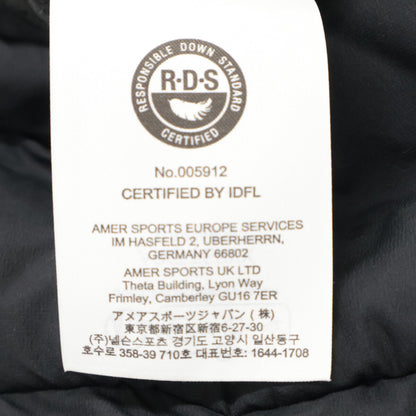 RESPONSIBLE DOWN STANDARD
R·D·S
CERTIFIED
No.005912
CERTIFIED BY IDFL
AMER SPORTS EUROPE SERVICES
IM HASFELD 2, UBERHERRN,
GERMANY 66802
AMER SPORTS UK LTD
Theta Building, Lyon Way
Frimley, Camberley GU16 7ER
アメアスポーツジャパン (株)
東京都新宿区新宿6-27-30
(주)넬슨스포츠 경기도 고양시 일산동구
호수로 358-39 710호 대표번호: 1644-1708